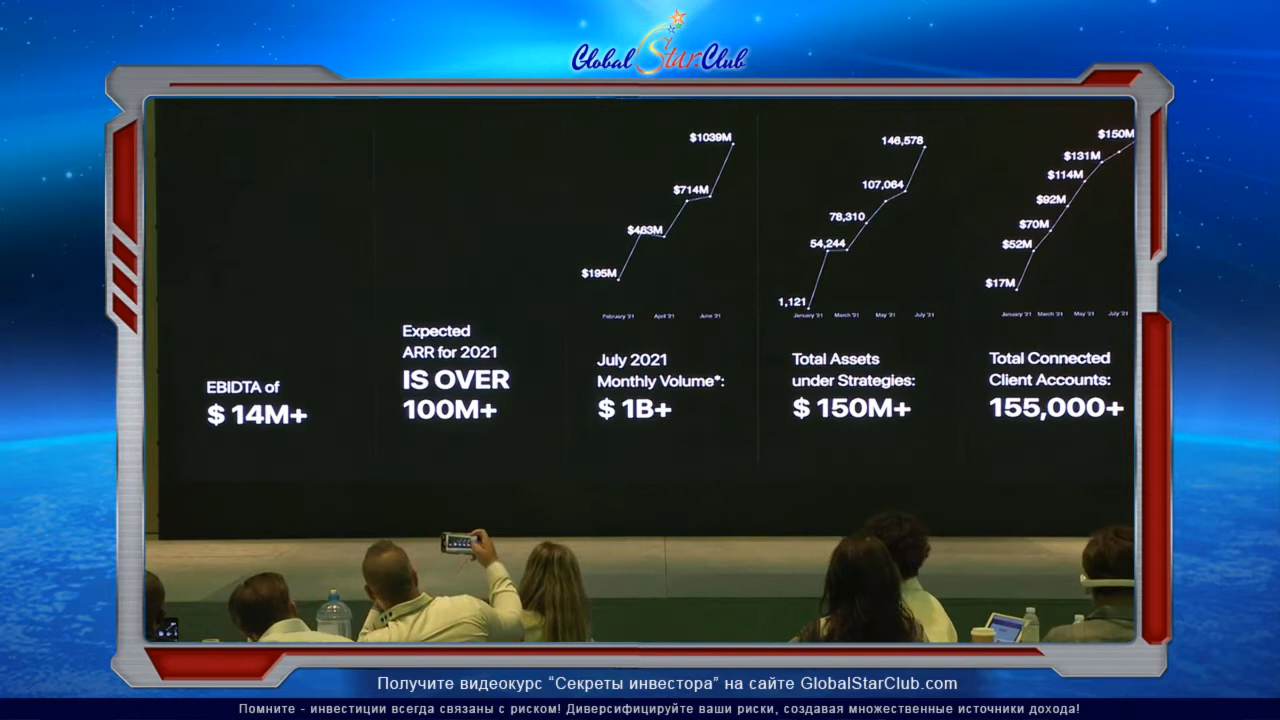 Global Star.Club
EBIDTA of
$ 14M+
Expected
ARR for 2021
IS OVER
100M+
$1039M
$714M
$463M
$195M
February '21 April '21 June '21
July 2021
Monthly Volume*:
$ 1B+
146,578
107,064
78,310
54,244
1,121
January '21 March '21 May '21 July '21
Total Assets
under Strategies:
$ 150M+
$150M
$131M
$114M
$92M
$70M
$52M
$17M
January '21 March '21 May '21 July '21
Total Connected
Client Accounts:
155,000+
Получите видеокурс “Секреты инвестора” на сайте GlobalStarClub.com
Помните - инвестиции всегда связаны с риском! Диверсифицируйте ваши риски, создавая множественные источники дохода!